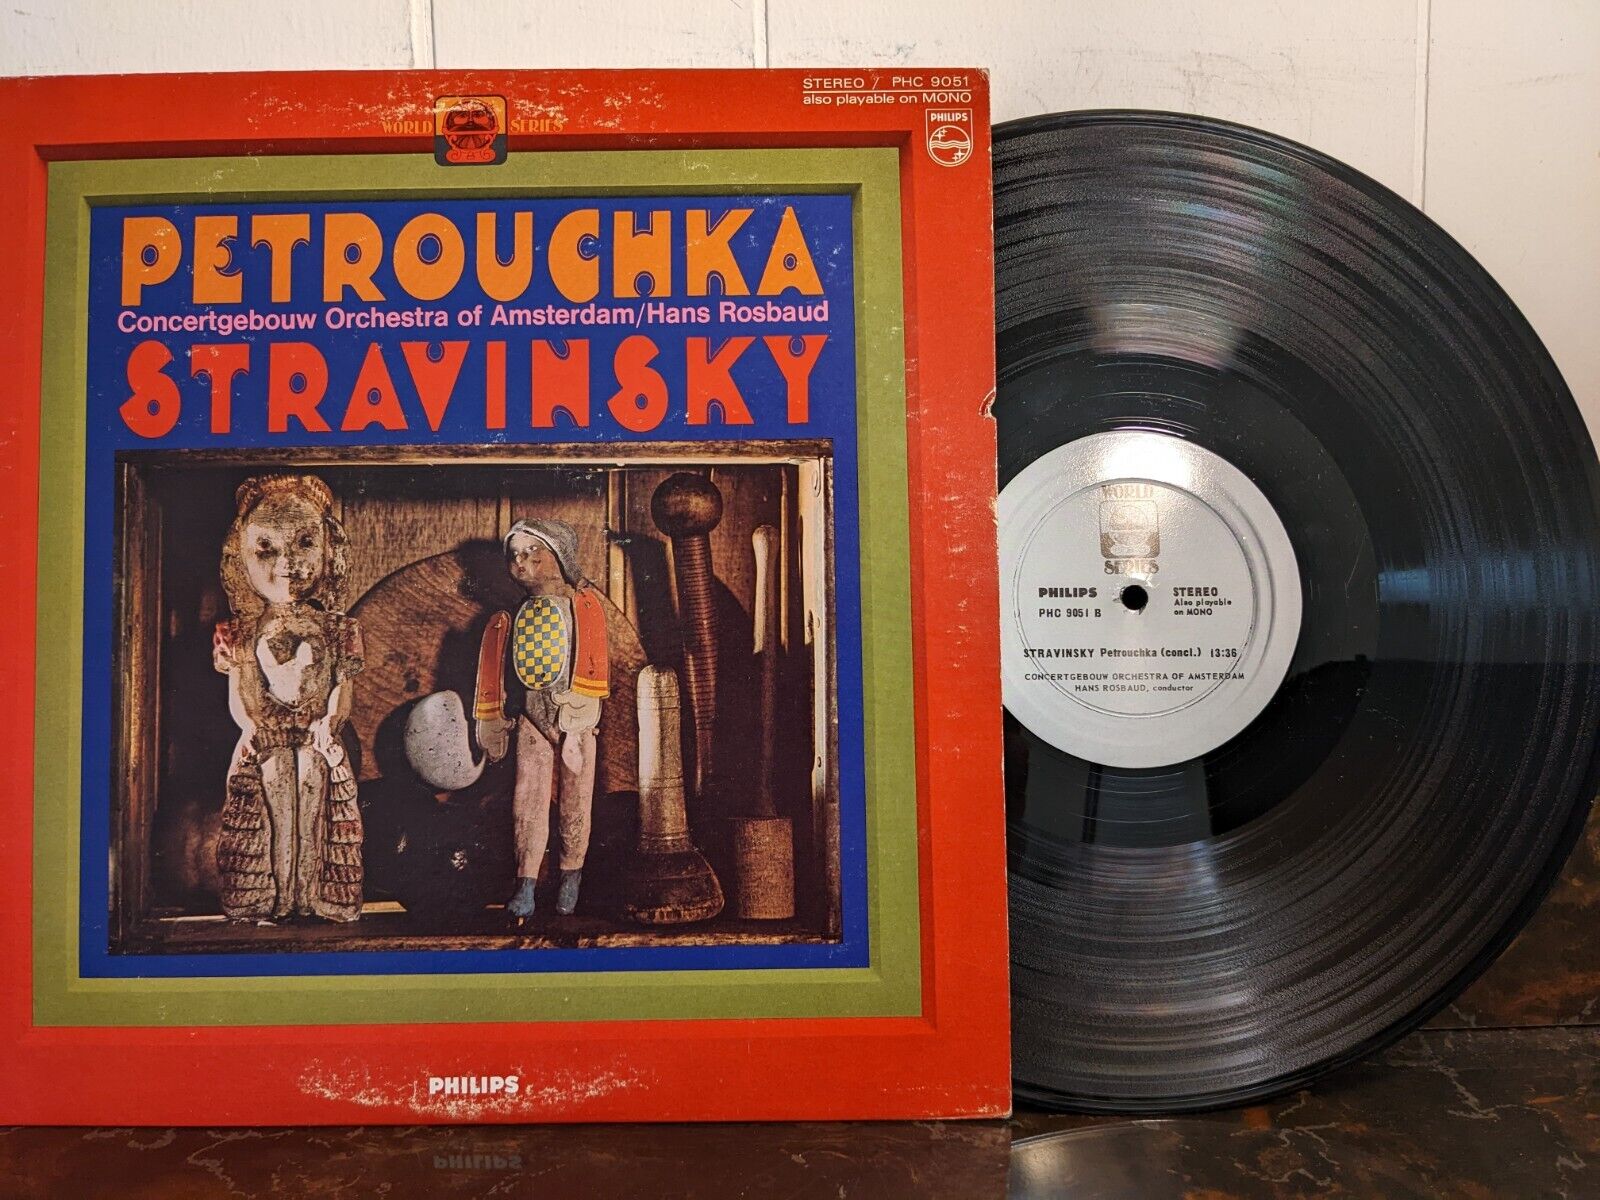 STEREO / PHC 9051
also playable on MONO
WORLD SERIES
PHILIPS
PETROUCHKA
Concertgebouw Orchestra of Amsterdam/Hans Rosbaud
STRAVINSKY
PHILIPS
PHILIPS
WORLD
SERIES
PHILIPS STEREO
PHC 9051 B Also playable
on MONO
STRAVINSKY Petrouchka (concl.) 13:36
CONCERTGEBOUW ORCHESTRA OF AMSTERDAM
HANS ROSBAUD, conductor